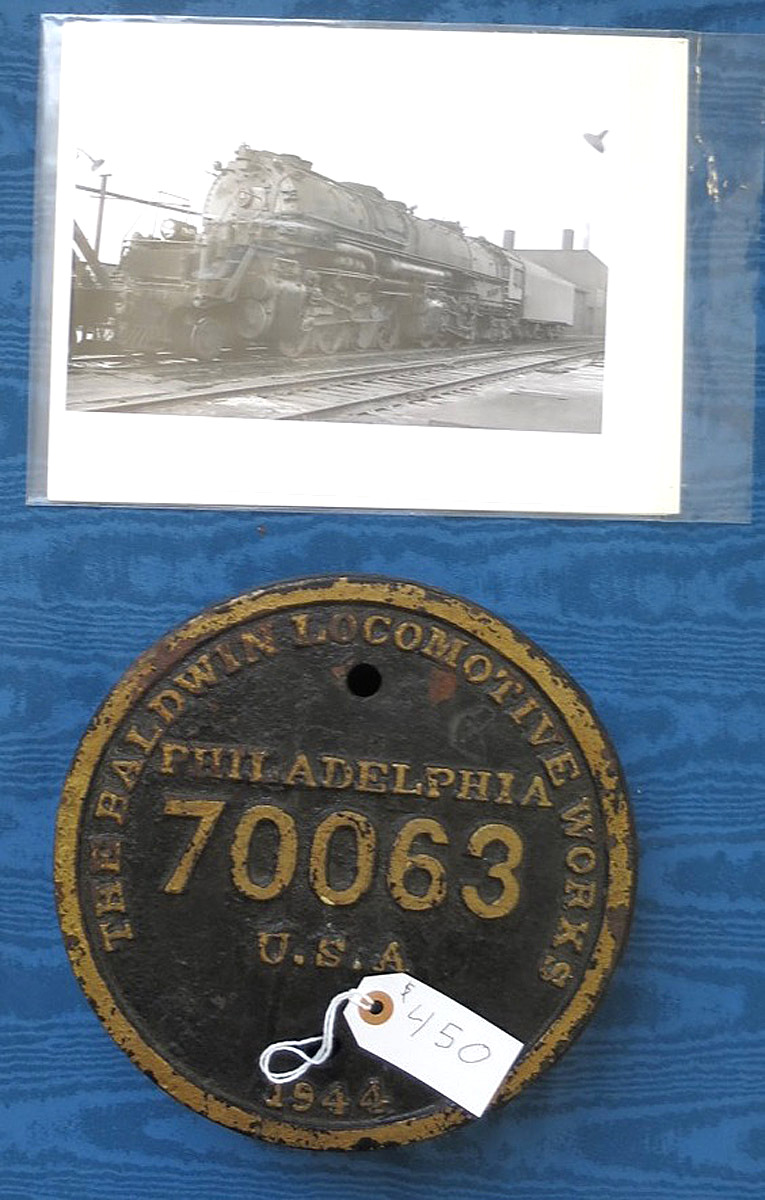 THE BALDWIN LOCOMOTIVE WORKS
PHILADELPHIA
70063
U.S.A
$450
1944